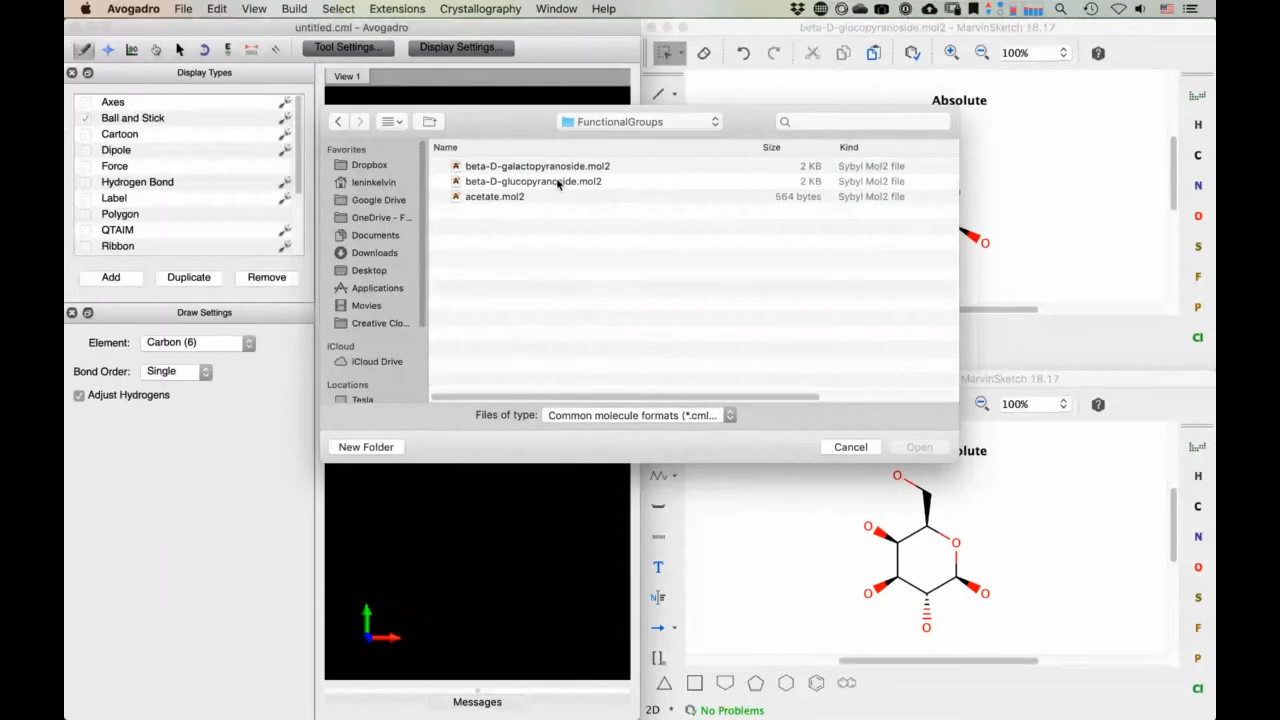 Avogadro File Edit View Build Select Extensions Crystallography Window Help
untitled.cml - Avogadro
beta-D-glucopyranoside.mol2 - MarvinSketch 18.17
Tool Settings... Display Settings...
100%
Display Types
View 1
Axes
Ball and Stick
Cartoon
Dipole
Force
Hydrogen Bond
Label
Polygon
QTAIM
Ribbon
Add Duplicate Remove
Draw Settings
Element: Carbon (6)
Bond Order: Single
Adjust Hydrogens
FunctionalGroups
Favorites
Dropbox
leninkelvin
Google Drive
OneDrive - F...
Documents
Downloads
Desktop
Applications
Movies
Creative Clo...
iCloud
iCloud Drive
Locations
Tesla
Name Size Kind
beta-D-galactopyranoside.mol2 2 KB Sybyl Mol2 file
beta-D-glucopyranoside.mol2 2 KB Sybyl Mol2 file
acetate.mol2 564 bytes Sybyl Mol2 file
Files of type: Common molecule formats (*.cml...
New Folder Cancel Open
Messages
Absolute
O
H
C
N
O
S
F
P
Cl
MarvinSketch 18.17
100%
olute
O
O
O
O
O
O
T
N
H
C
N
O
S
F
P
Cl
2D * No Problems